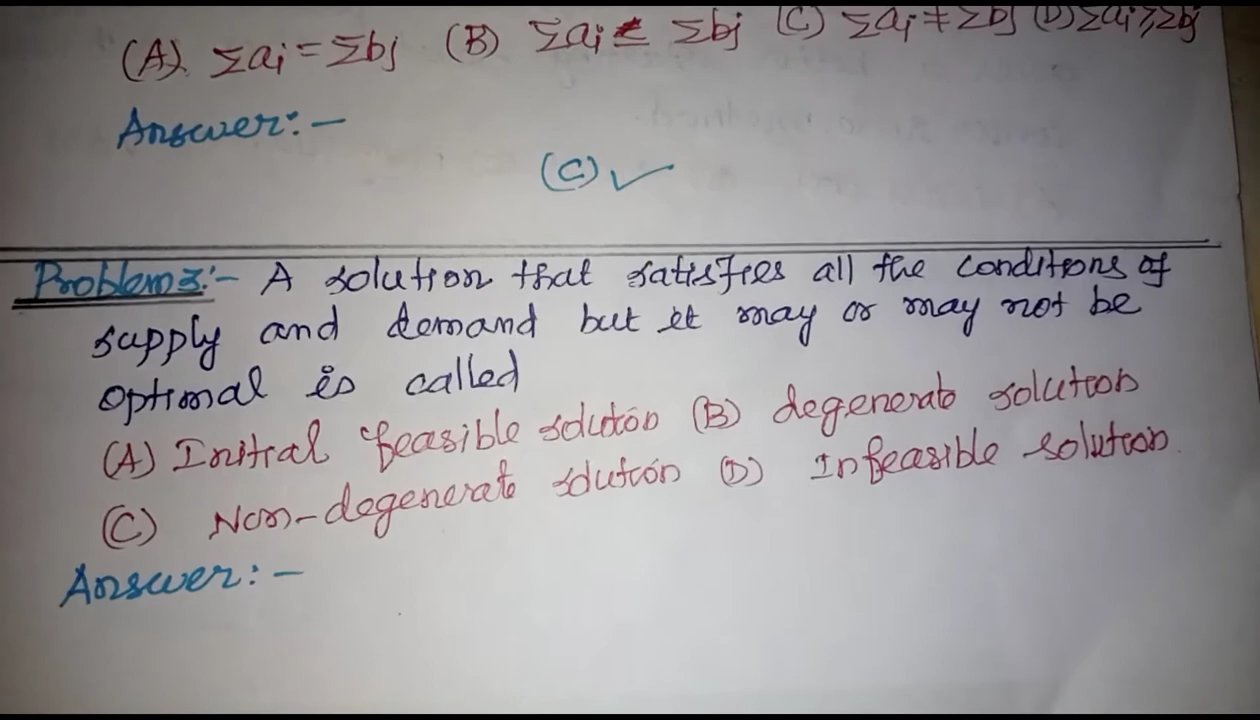 (A) Σai = Σbj (B) Σai ≤ Σbj (C) Σai ≠ Σbj (D) Σai ≥ Σbj
Answer:-
(C) ✓
Problem 3:- A solution that satisfies all the conditions of
supply and demand but it may or may not be
optimal is called
(A) Initial feasible solution (B) degenerate solution
(C) Non-degenerate solution (D) Infeasible solution
Answer:-